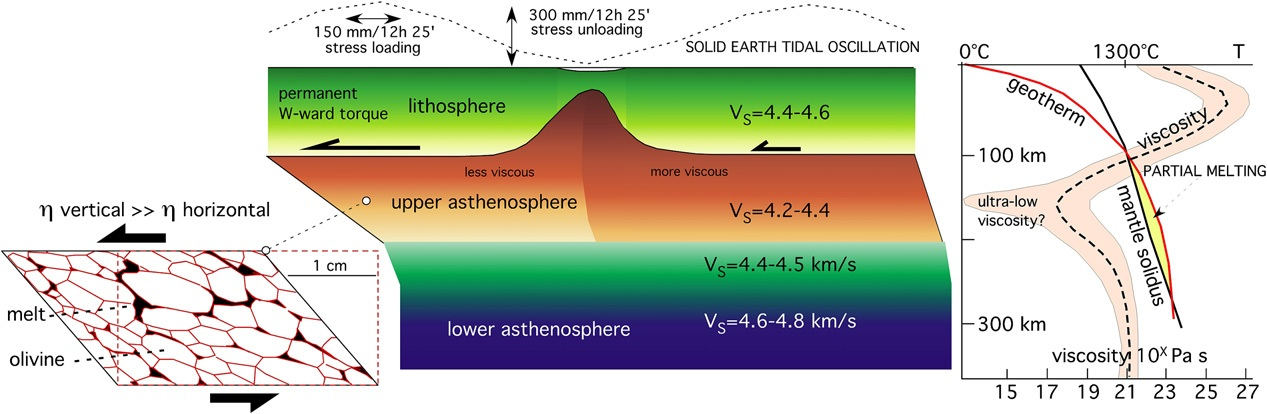 150 mm/12h 25'
stress loading
300 mm/12h 25'
stress unloading
SOLID EARTH TIDAL OSCILLATION
permanent
W-ward torque
lithosphere
VS=4.4-4.6
less viscous
more viscous
upper asthenosphere
VS=4.2-4.4
VS=4.4-4.5 km/s
VS=4.6-4.8 km/s
lower asthenosphere
η vertical >> η horizontal
1 cm
melt
olivine
0°C
1300°C
T
geotherm
viscosity
100 km
PARTIAL MELTING
ultra-low
viscosity?
mantle solidus
300 km
viscosity 10^X Pa s
15 17 19 21 23 25 27